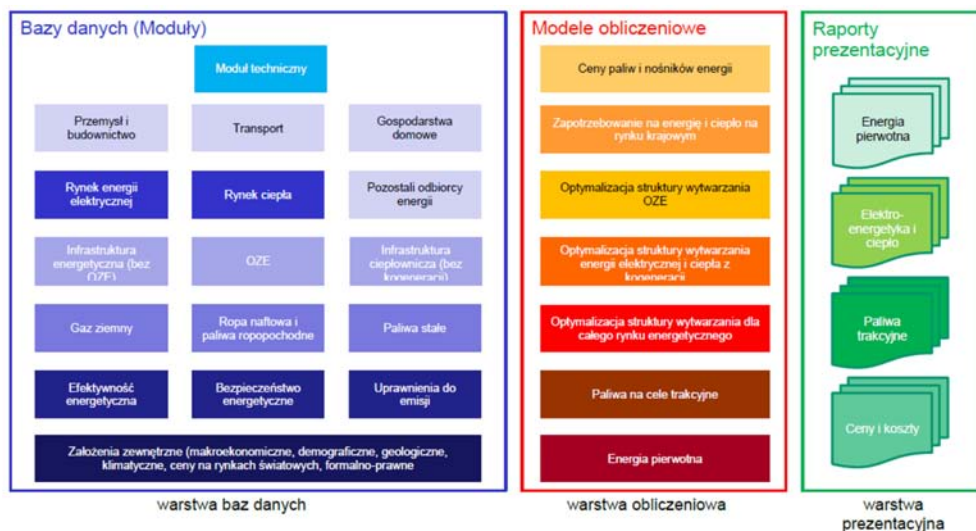 Bazy danych (Moduły)
Moduł techniczny
Przemysł i
budownictwo
Transport
Gospodarstwa
domowe
Rynek energii
elektrycznej
Rynek ciepła
Pozostali odbiorcy
energii
Infrastruktura
energetyczna (bez
OZE)
OZE
Infrastruktura
ciepłownicza (bez
kogeneracji)
Gaz ziemny
Ropa naftowa i
paliwa ropopochodne
Paliwa stałe
Efektywność
energetyczna
Bezpieczeństwo
energetyczne
Uprawnienia do
emisji
Założenia zewnętrzne (makroekonomiczne, demograficzne, geologiczne,
klimatyczne, ceny na rynkach światowych, formalno-prawne
warstwa baz danych
Modele obliczeniowe
Ceny paliw i nośników energii
Zapotrzebowanie na energię i ciepło na
rynku krajowym
Optymalizacja struktury wytwarzania
OZE
Optymalizacja struktury wytwarzania
energii elektrycznej i ciepła z
kogeneracji
Optymalizacja struktury wytwarzania dla
całego rynku energetycznego
Paliwa na cele trakcyjne
Energia pierwotna
warstwa obliczeniowa
Raporty
prezentacyjne
Energia
pierwotna
Elektro-
energetyka i
ciepło
Paliwa
trakcyjne
Ceny i koszty
warstwa
prezentacyjna